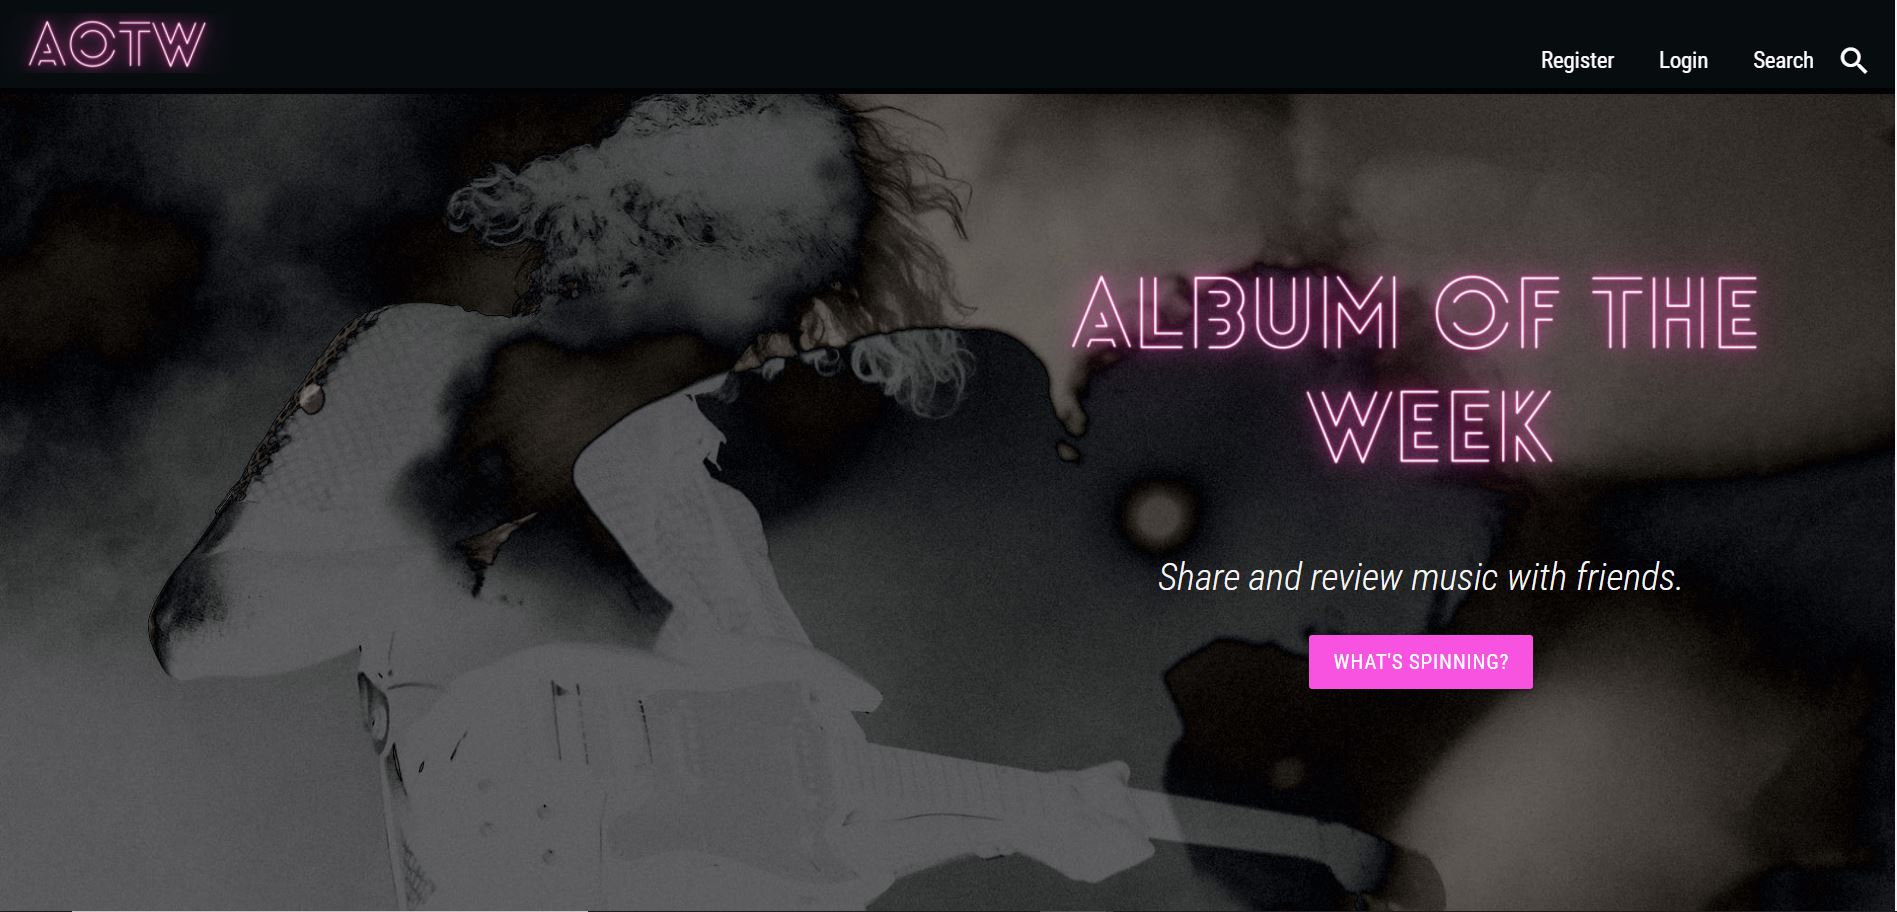 AOTW
Register Login Search
ALBUM OF THE
WEEK
Share and review music with friends.
WHAT'S SPINNING?